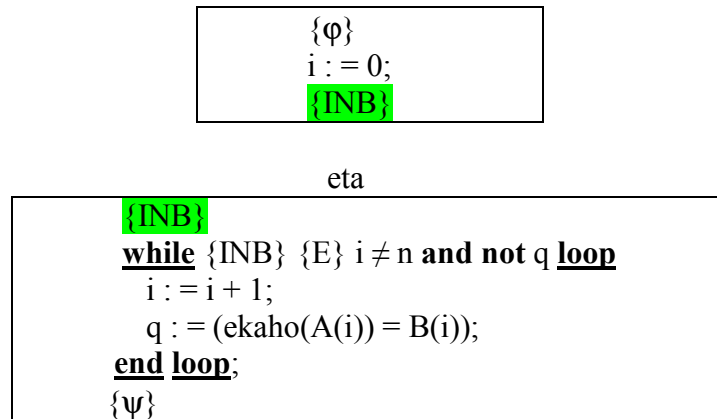 {φ}
i : = 0;
{INB}
eta
{INB}
while {INB} {E} i ≠ n and not q loop
i : = i + 1;
q : = (ekaho(A(i)) = B(i));
end loop;
{ψ}